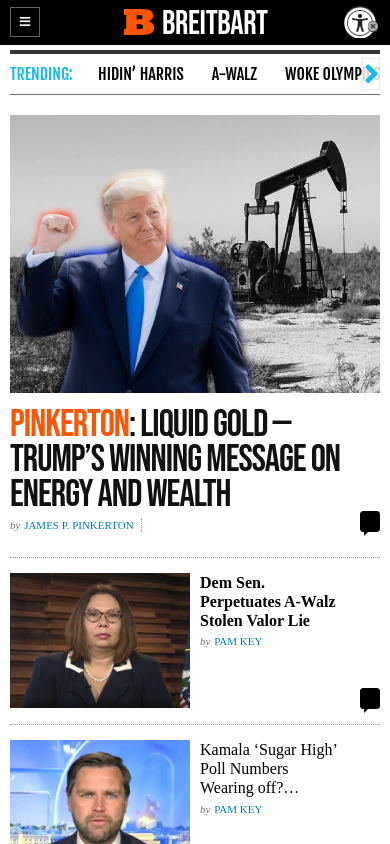 BREITBART
TRENDING: HIDIN’ HARRIS A-WALZ WOKE OLYMP
PINKERTON: LIQUID GOLD —
TRUMP’S WINNING MESSAGE ON
ENERGY AND WEALTH
by JAMES P. PINKERTON
Dem Sen.
Perpetuates A-Walz
Stolen Valor Lie
by PAM KEY
Kamala ‘Sugar High’
Poll Numbers
Wearing off?…
by PAM KEY